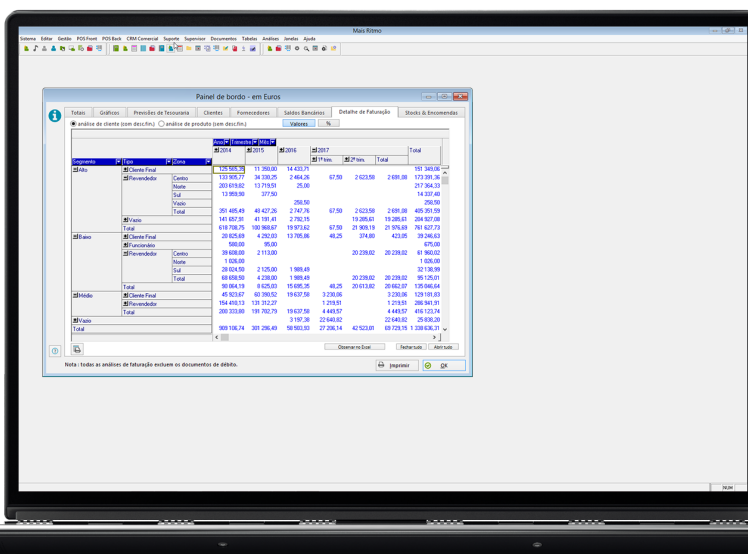 Mais Ritmo
Sistema Editar Gestão POS Front POS Back CRM Comercial Suporte Supervisor Documentos Tabelas Análises Janelas Ajuda
Painel de bordo - em Euros
Totais Gráficos Previsões de Tesouraria Clientes Fornecedores Saldos Bancários Detalhe de Faturação Stocks & Encomendas
análise de cliente (com desc.fin.) análise de produto (sem desc.fin.) Valores %
Ano Trimestre Mês
2014 2015 2016 2017 Total
1º trim. 2º trim. Total
Segmento Tipo Zona
Alto Cliente Final 125 565,35 11 350,00 14 433,71 151 349,06
Revendedor Centro 133 905,77 34 330,25 2 464,26 67,50 2 623,58 2 691,08 173 391,36
Norte 203 619,82 13 719,51 25,00 217 364,33
Sul 13 959,90 377,50 14 337,40
Vazio 258,50 258,50
Total 351 485,49 48 427,26 2 747,76 67,50 2 623,58 2 691,08 405 351,59
Vazio 141 657,91 41 191,41 2 792,15 19 285,61 19 285,61 204 927,08
Total 618 708,75 100 968,67 19 973,62 67,50 21 909,19 21 976,69 761 627,73
Baixo Cliente Final 20 825,69 4 292,03 13 705,86 48,25 374,80 423,05 39 246,63
Funcionário 580,00 95,00 675,00
Revendedor Centro 39 608,00 2 113,00 20 239,02 20 239,02 61 960,02
Norte 1 026,00 1 026,00
Sul 28 024,50 2 125,00 1 989,49 32 138,99
Total 68 658,50 4 238,00 1 989,49 20 239,02 20 239,02 95 125,01
Total 90 064,19 8 625,03 15 695,35 48,25 20 613,82 20 662,07 135 046,64
Médio Cliente Final 45 923,67 60 390,52 19 637,58 3 230,06 3 230,06 129 181,83
Revendedor 154 410,13 131 312,27 1 219,51 1 219,51 286 941,91
Total 200 333,80 191 702,79 19 637,58 4 449,57 4 449,57 416 123,74
Vazio 3 197,38 22 640,82 22 640,82 25 838,20
Total 909 106,74 301 296,49 58 503,93 27 206,14 42 523,01 69 729,15 1 338 636,31
Observar no Excel Fechar tudo Abrir tudo
Nota : todas as análises de faturação excluem os documentos de débito. Imprimir OK
NUM